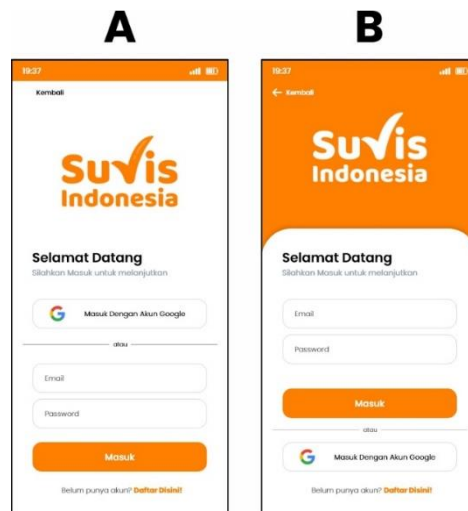 A
19:37
Kembali
Suvis
Indonesia
Selamat Datang
Silahkan Masuk untuk melanjutkan
Masuk Dengan Akun Google
atau
Email
Password
Masuk
Belum punya akun? Daftar Disini!
B
19:37
← Kembali
Suvis
Indonesia
Selamat Datang
Silahkan Masuk untuk melanjutkan
Email
Password
Masuk
atau
Masuk Dengan Akun Google
Belum punya akun? Daftar Disini!